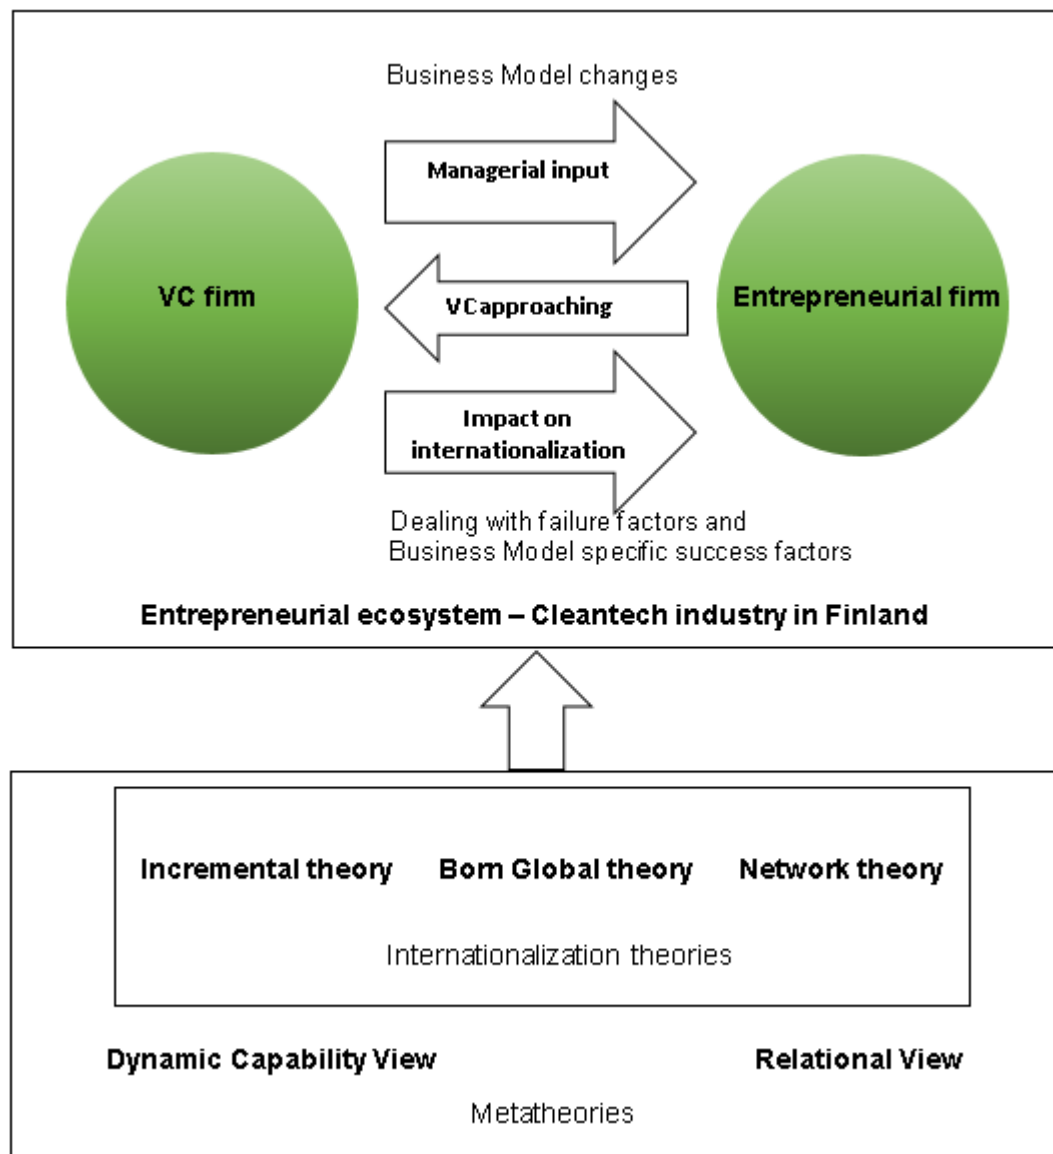 Business Model changes
Managerial input
VC firm
VC approaching
Entrepreneurial firm
Impact on
internationalization
Dealing with failure factors and
Business Model specific success factors
Entrepreneurial ecosystem – Cleantech industry in Finland
Incremental theory Born Global theory Network theory
Internationalization theories
Dynamic Capability View Relational View
Metatheories